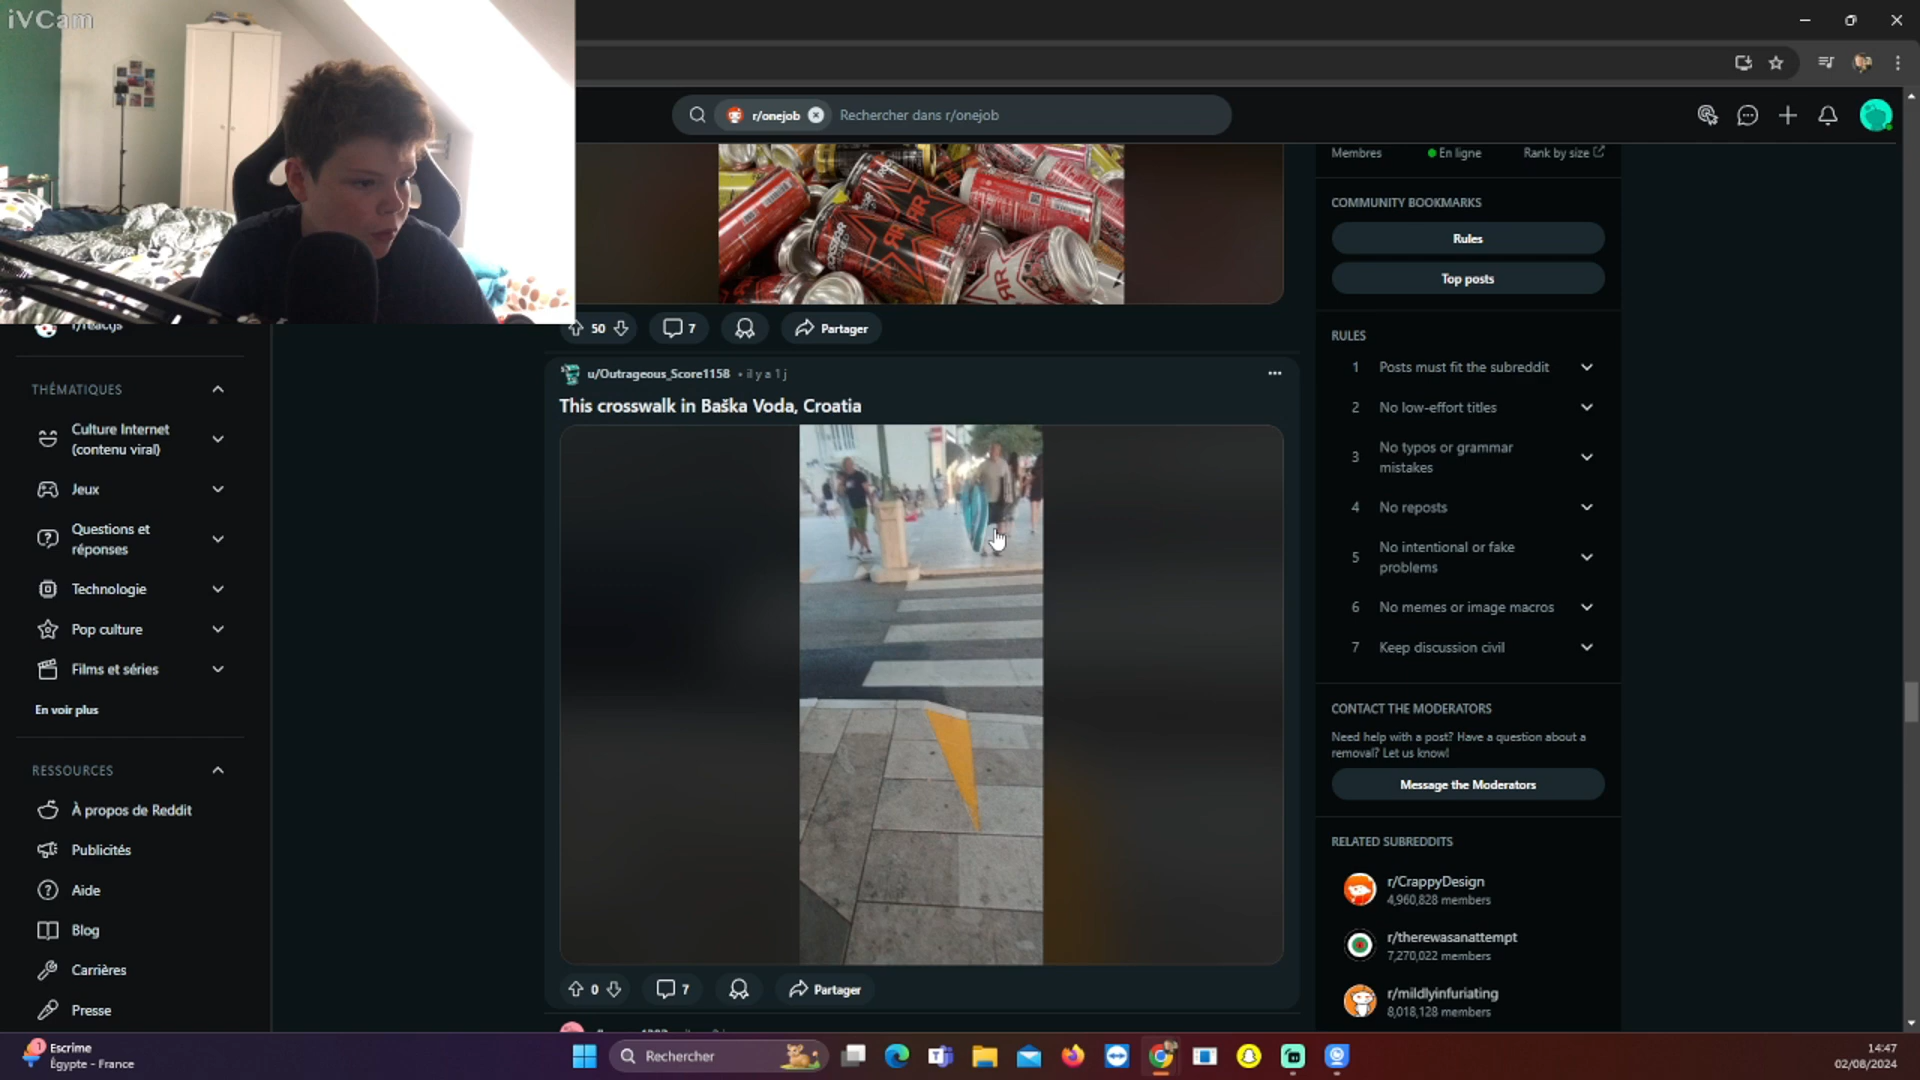 iVCam
r/onejob
Rechercher dans r/onejob
Membres
En ligne
Rank by size
COMMUNITY BOOKMARKS
Rules
Top posts
50
7
Partager
r/reactjs
u/Outrageous_Score1158 • il y a 1 j
This crosswalk in Baška Voda, Croatia
RULES
1 Posts must fit the subreddit
2 No low-effort titles
3 No typos or grammar
mistakes
4 No reposts
5 No intentional or fake
problems
6 No memes or image macros
7 Keep discussion civil
THÉMATIQUES
Culture Internet
(contenu viral)
Jeux
Questions et
réponses
Technologie
Pop culture
Films et séries
En voir plus
RESSOURCES
À propos de Reddit
Publicités
Aide
Blog
Carrières
Presse
CONTACT THE MODERATORS
Need help with a post? Have a question about a
removal? Let us know!
Message the Moderators
RELATED SUBREDDITS
r/CrappyDesign
4,960,828 members
r/therewasanattempt
7,270,022 members
r/mildlyinfuriating
8,018,128 members
0
7
Partager
1
Escrime
Égypte - France
Rechercher
14:47
02/08/2024